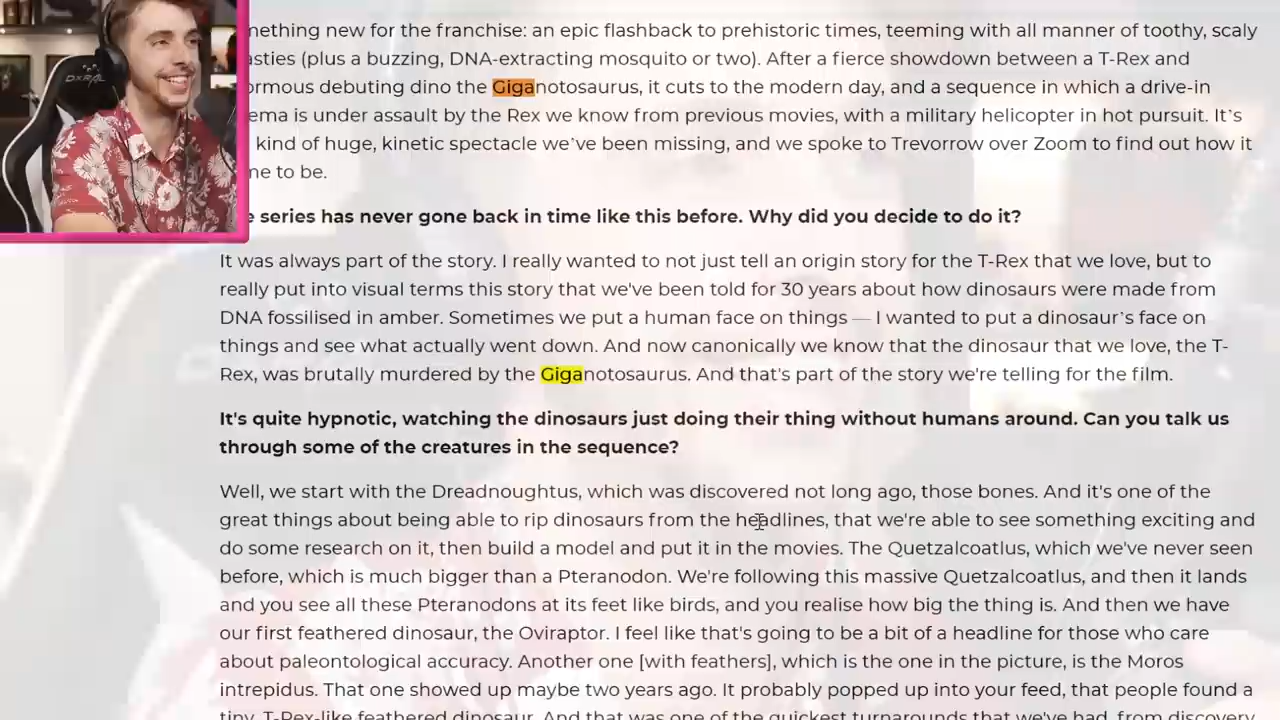 nething new for the franchise: an epic flashback to prehistoric times, teeming with all manner of toothy, scaly
asties (plus a buzzing, DNA-extracting mosquito or two). After a fierce showdown between a T-Rex and
ormous debuting dino the Giganotosaurus, it cuts to the modern day, and a sequence in which a drive-in
ema is under assault by the Rex we know from previous movies, with a military helicopter in hot pursuit. It's
kind of huge, kinetic spectacle we've been missing, and we spoke to Trevorrow over Zoom to find out how it
ne to be.
e series has never gone back in time like this before. Why did you decide to do it?
It was always part of the story. I really wanted to not just tell an origin story for the T-Rex that we love, but to
really put into visual terms this story that we've been told for 30 years about how dinosaurs were made from
DNA fossilised in amber. Sometimes we put a human face on things — I wanted to put a dinosaur's face on
things and see what actually went down. And now canonically we know that the dinosaur that we love, the T-
Rex, was brutally murdered by the Giganotosaurus. And that's part of the story we're telling for the film.
It's quite hypnotic, watching the dinosaurs just doing their thing without humans around. Can you talk us
through some of the creatures in the sequence?
Well, we start with the Dreadnoughtus, which was discovered not long ago, those bones. And it's one of the
great things about being able to rip dinosaurs from the headlines, that we're able to see something exciting and
do some research on it, then build a model and put it in the movies. The Quetzalcoatlus, which we've never seen
before, which is much bigger than a Pteranodon. We're following this massive Quetzalcoatlus, and then it lands
and you see all these Pteranodons at its feet like birds, and you realise how big the thing is. And then we have
our first feathered dinosaur, the Oviraptor. I feel like that's going to be a bit of a headline for those who care
about paleontological accuracy. Another one [with feathers], which is the one in the picture, is the Moros
intrepidus. That one showed up maybe two years ago. It probably popped up into your feed, that people found a
tiny, T-Rex-like feathered dinosaur. And that was one of the quickest turnarounds that we've had, from discovery